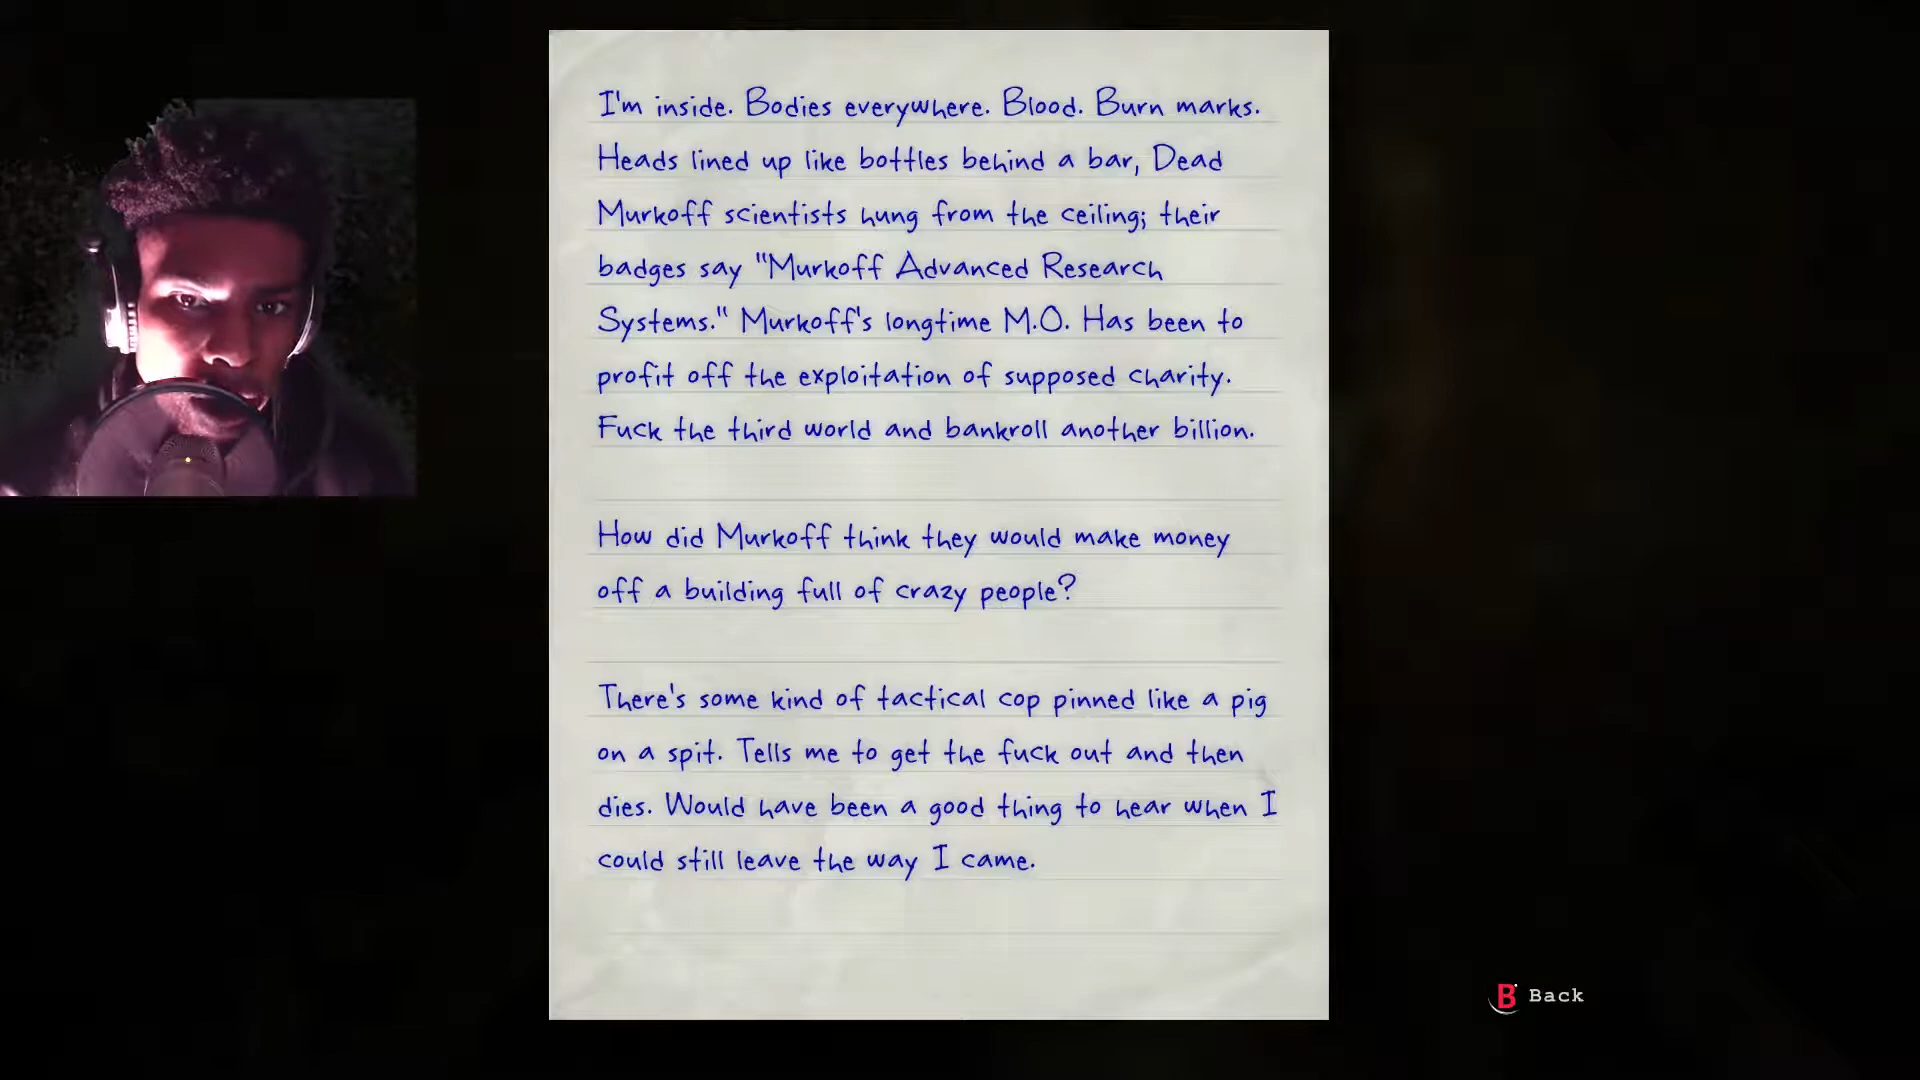 I'm inside. Bodies everywhere. Blood. Burn marks.
Heads lined up like bottles behind a bar, Dead
Murkoff scientists hung from the ceiling; their
badges say "Murkoff Advanced Research
Systems." Murkoff's longtime M.O. Has been to
profit off the exploitation of supposed charity.
Fuck the third world and bankroll another billion.
How did Murkoff think they would make money
off a building full of crazy people?
There's some kind of tactical cop pinned like a pig
on a spit. Tells me to get the fuck out and then
dies. Would have been a good thing to hear when I
could still leave the way I came.
B Back